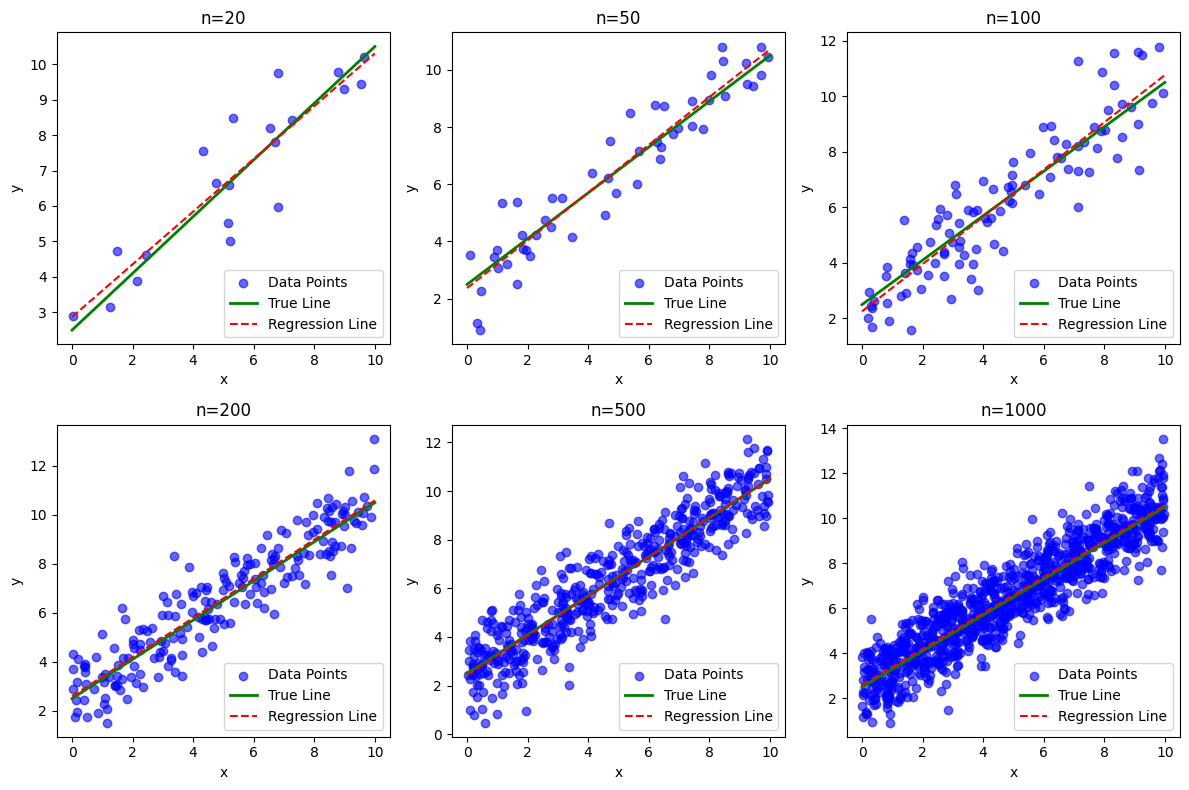 n=20
n=50
n=100
10
9
8
7
6
5
4
3
y
0 2 4 6 8 10
x
Data Points
True Line
Regression Line
10
8
6
4
2
y
0 2 4 6 8 10
x
Data Points
True Line
Regression Line
12
10
8
6
4
2
y
0 2 4 6 8 10
x
Data Points
True Line
Regression Line
n=200
n=500
n=1000
12
10
8
6
4
2
y
0 2 4 6 8 10
x
Data Points
True Line
Regression Line
12
10
8
6
4
2
0
y
0 2 4 6 8 10
x
Data Points
True Line
Regression Line
14
12
10
8
6
4
2
y
0 2 4 6 8 10
x
Data Points
True Line
Regression Line